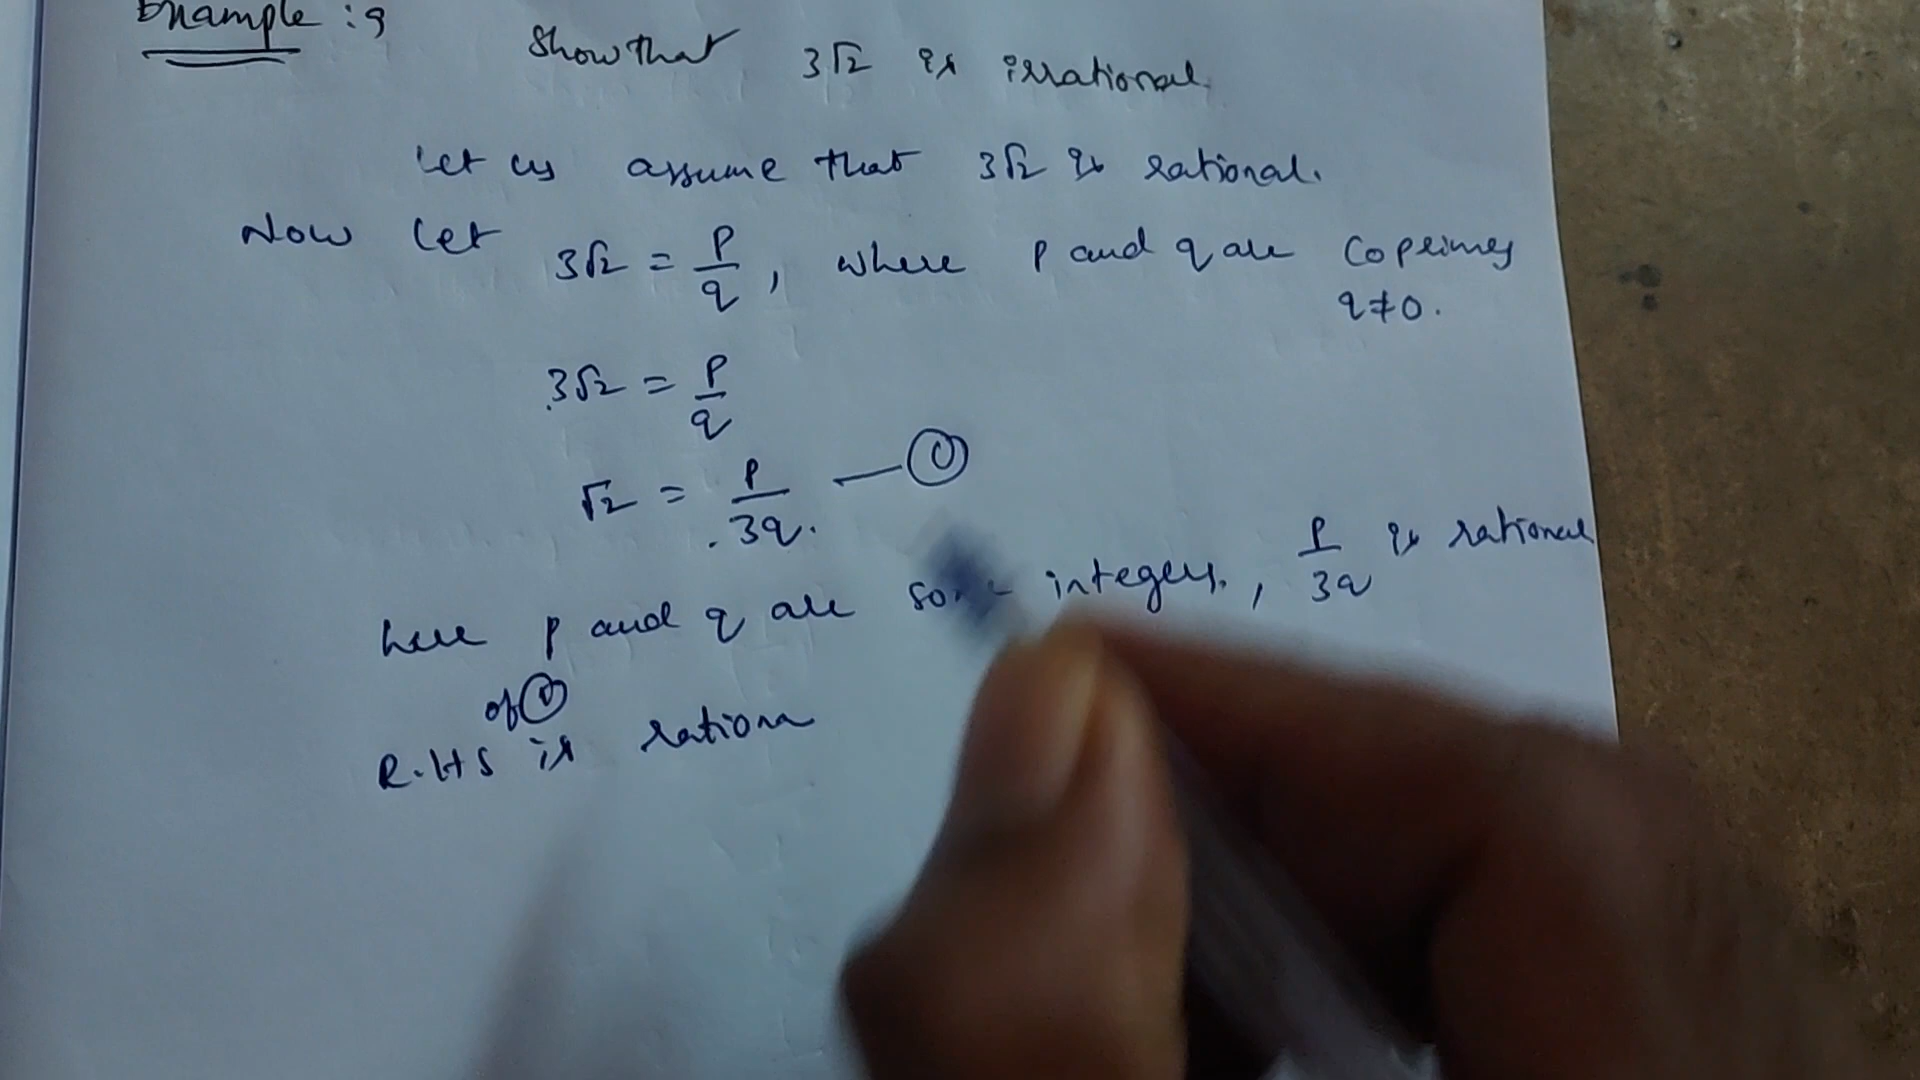 Example : 9
Show that 3√2 is irrational.
Let us assume that 3√2 is rational.
Now let 3√2 = p/q, where p and q are coprimes
q≠0.
3√2 = p/q
√2 = p/3q. — ①
here p and q are some integers, p/3q is rational
of ①
R.H.S is rationa